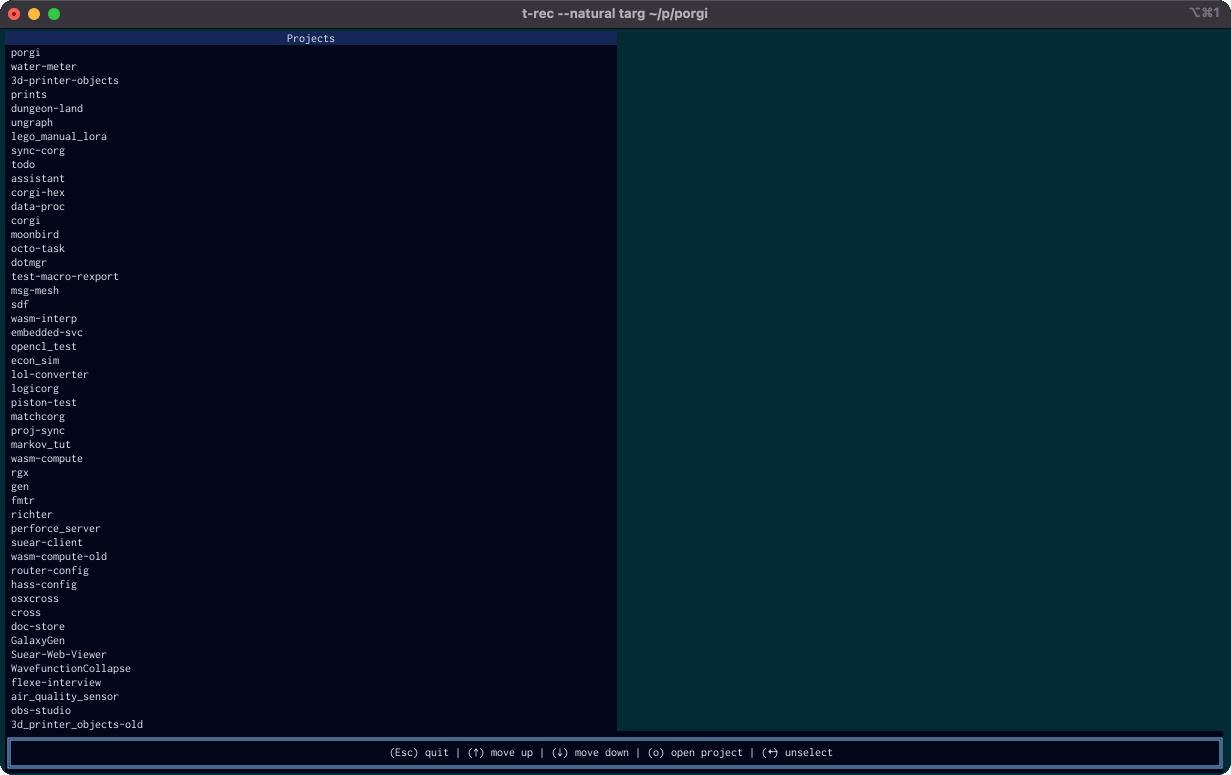 t-rec --natural targ ~/p/porgi
⌥⌘1
Projects
porgi
water-meter
3d-printer-objects
prints
dungeon-land
ungraph
lego_manual_lora
sync-corg
todo
assistant
corgi-hex
data-proc
corgi
moonbird
octo-task
dotmgr
test-macro-rexport
msg-mesh
sdf
wasm-interp
embedded-svc
opencl_test
econ_sim
lol-converter
logicorg
piston-test
matchcorg
proj-sync
markov_tut
wasm-compute
rgx
gen
fmtr
richter
perforce_server
suear-client
wasm-compute-old
router-config
hass-config
osxcross
cross
doc-store
GalaxyGen
Suear-Web-Viewer
WaveFunctionCollapse
flexe-interview
air_quality_sensor
obs-studio
3d_printer_objects-old
(Esc) quit | (↑) move up | (↓) move down | (o) open project | (↔) unselect